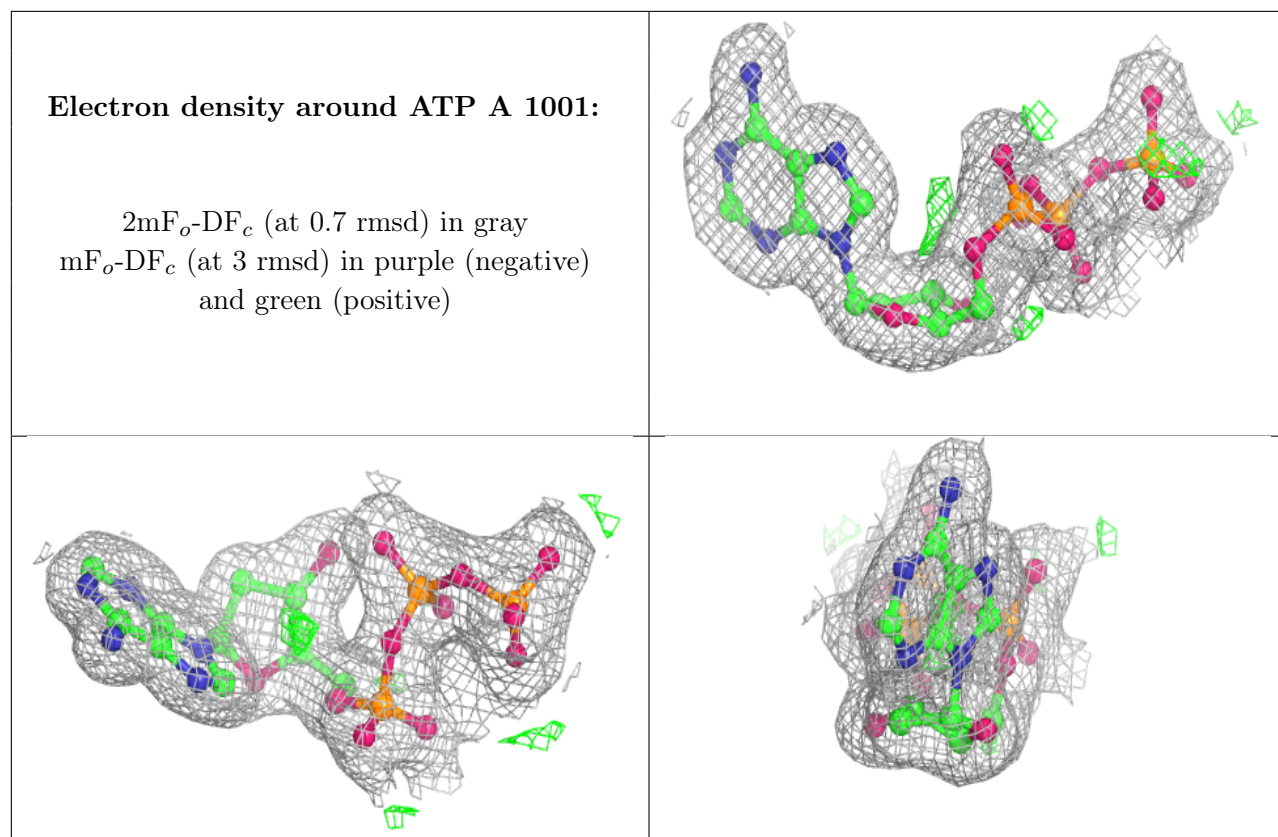 Electron density around ATP A 1001:
2mFo-DFc (at 0.7 rmsd) in gray
mFo-DFc (at 3 rmsd) in purple (negative)
and green (positive)